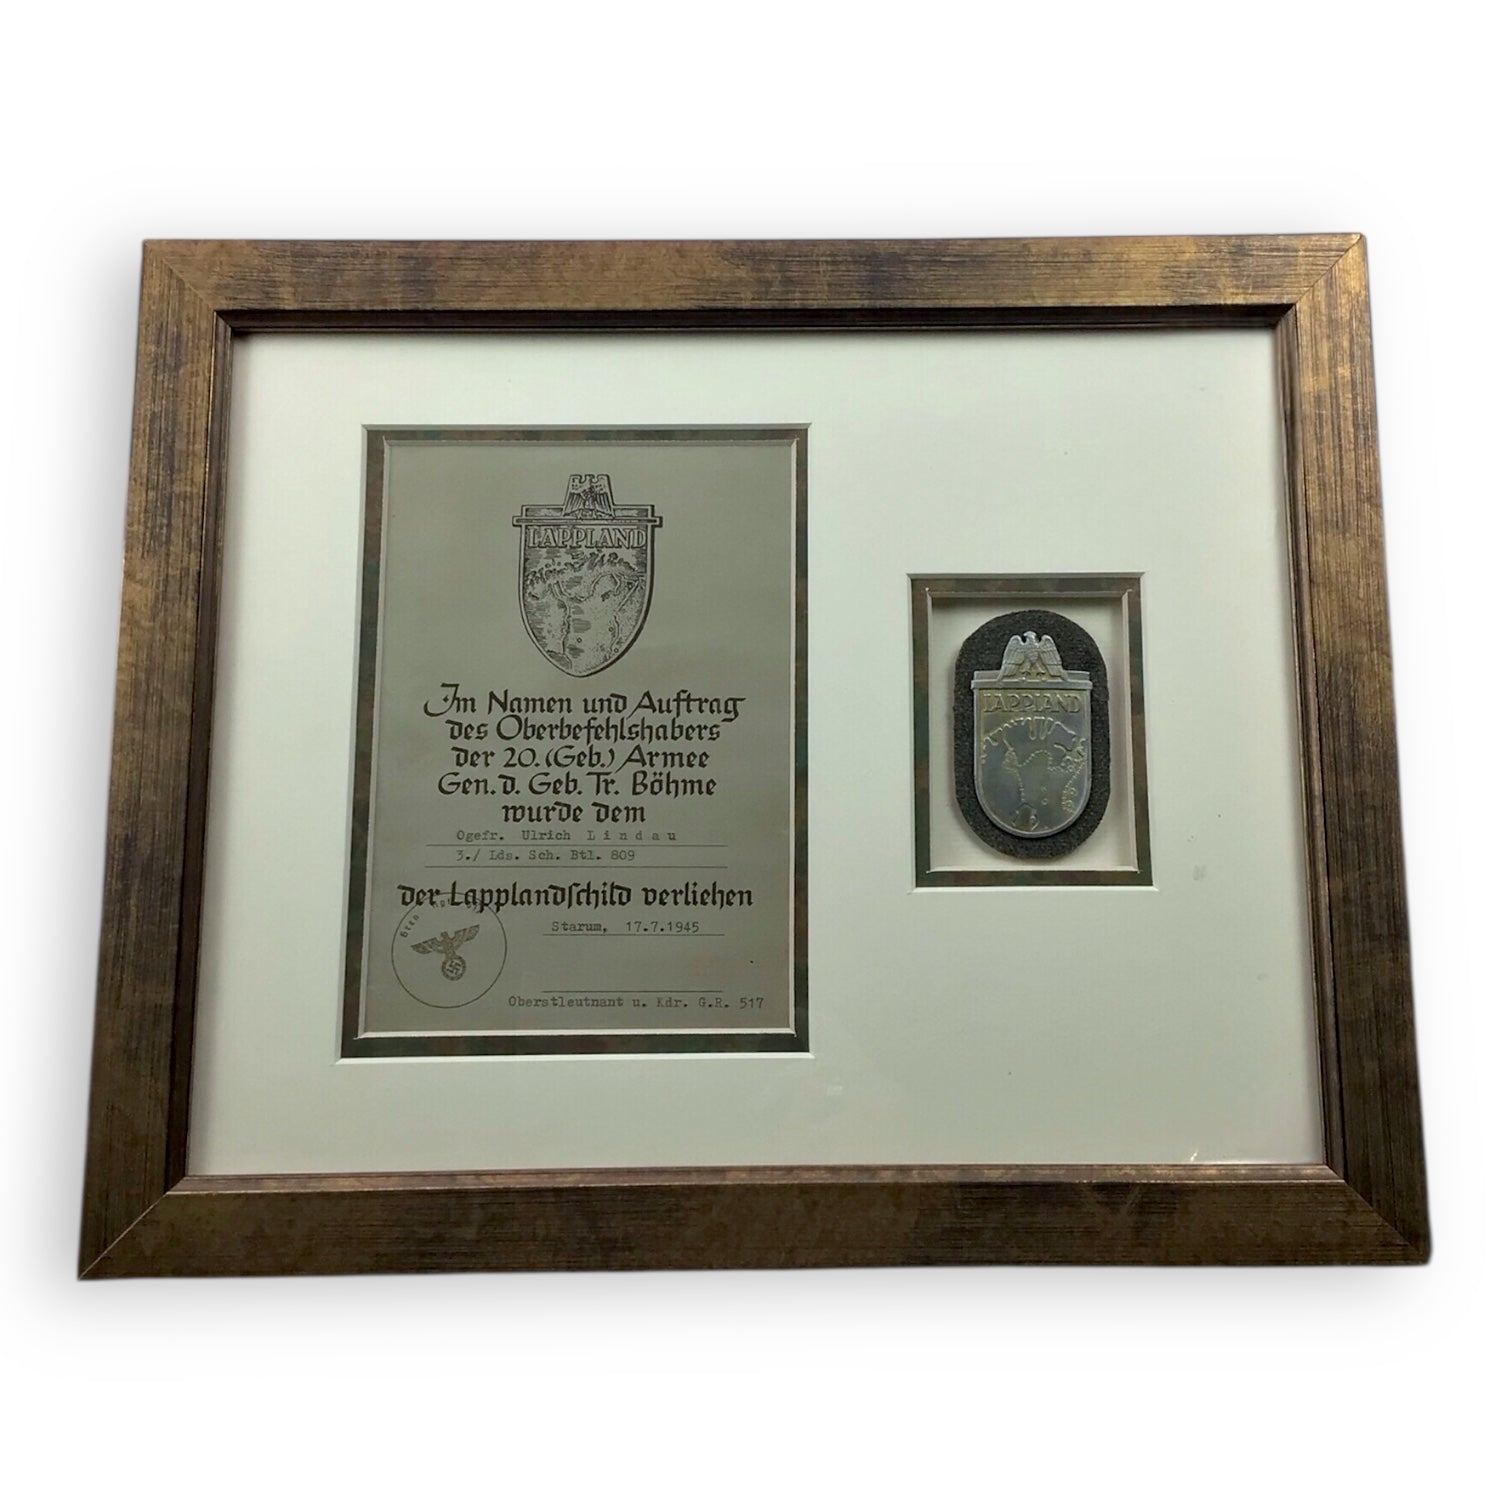 LAPPLAND
Im Namen und Auftrag
des Oberbefehlshabers
der 20. (Geb.) Armee
Gen. d. Geb. Tr. Böhme
wurde dem
Ogefr. Ulrich Lindau
3./ Lds. Sch. Btl. 809
der Lapplandschild verliehen
Starum, 17.7.1945
Oberstleutnant u. Kdr. G.R. 517
LAPPLAND